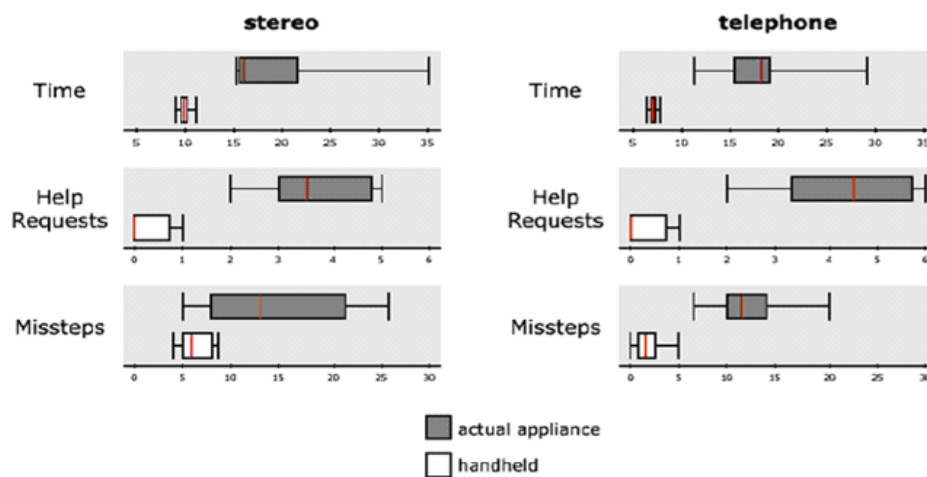 stereo
telephone
Time
5 10 15 20 25 30 35
Time
5 10 15 20 25 30 35
Help
Requests
0 1 2 3 4 5 6
Help
Requests
0 1 2 3 4 5 6
Missteps
0 5 10 15 20 25 30
Missteps
0 5 10 15 20 25 30
actual appliance
handheld